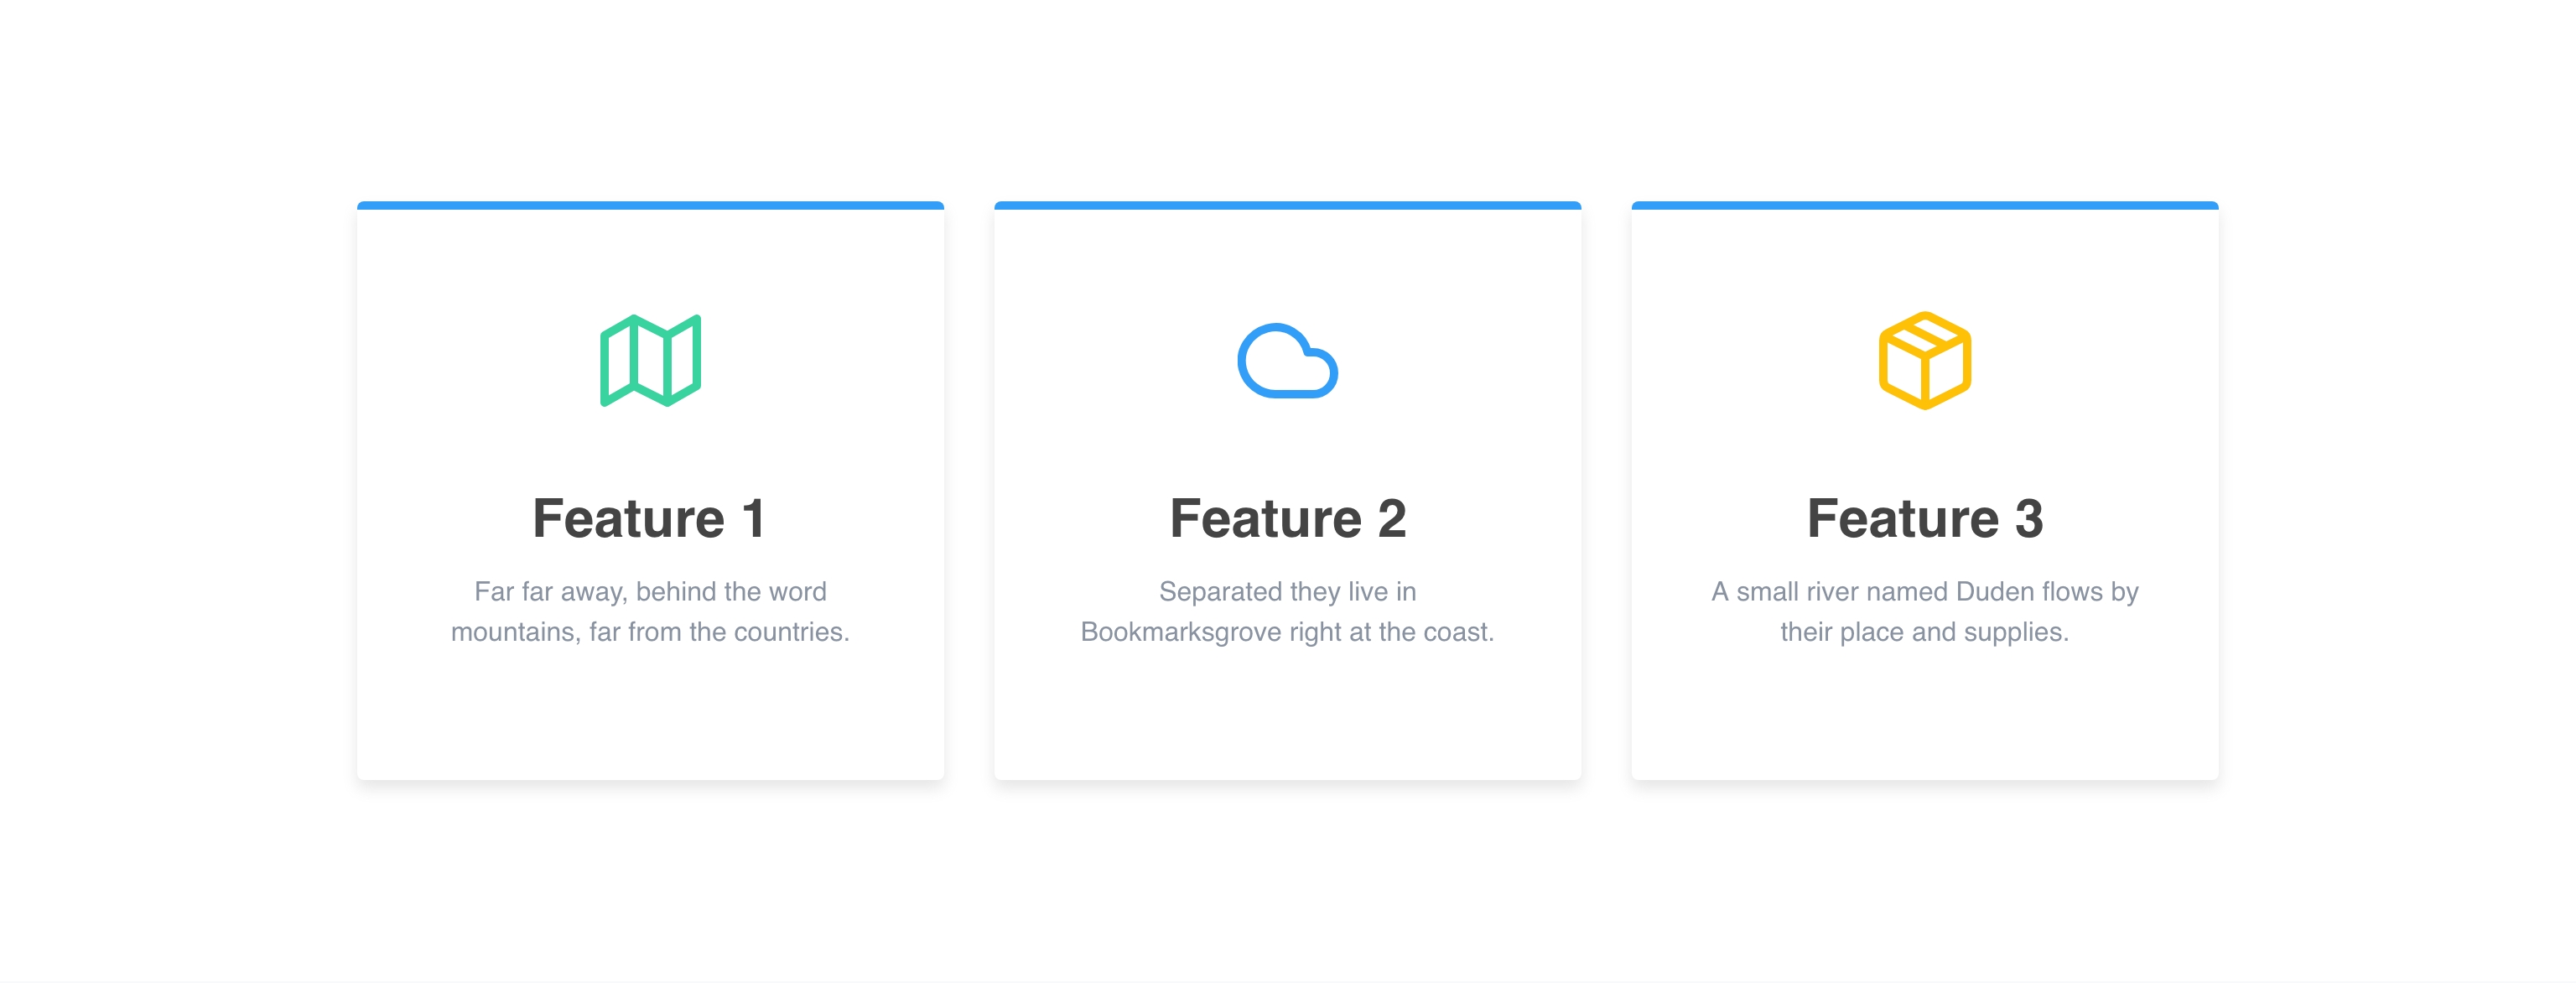 Feature 1
Far far away, behind the word
mountains, far from the countries.
Feature 2
Separated they live in
Bookmarksgrove right at the coast.
Feature 3
A small river named Duden flows by
their place and supplies.